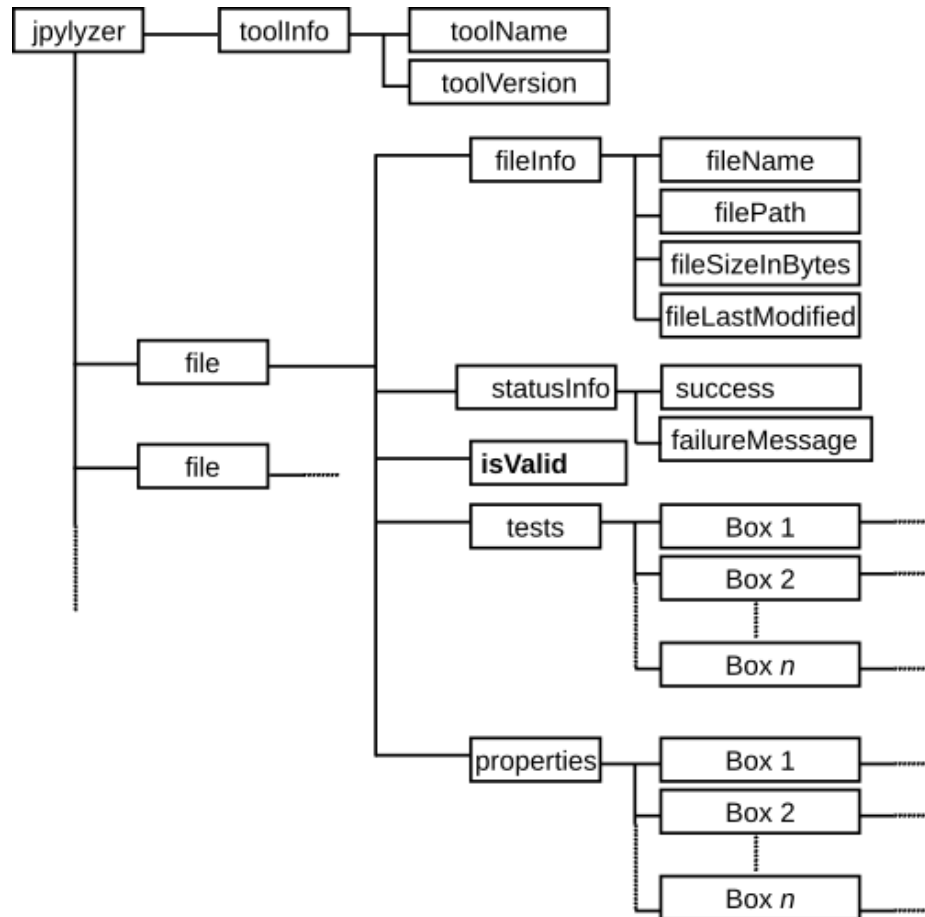 jpylyzer
toolInfo
toolName
toolVersion
fileInfo
fileName
filePath
fileSizeInBytes
fileLastModified
file
statusInfo
success
failureMessage
file
isValid
tests
Box 1
Box 2
Box n
properties
Box 1
Box 2
Box n